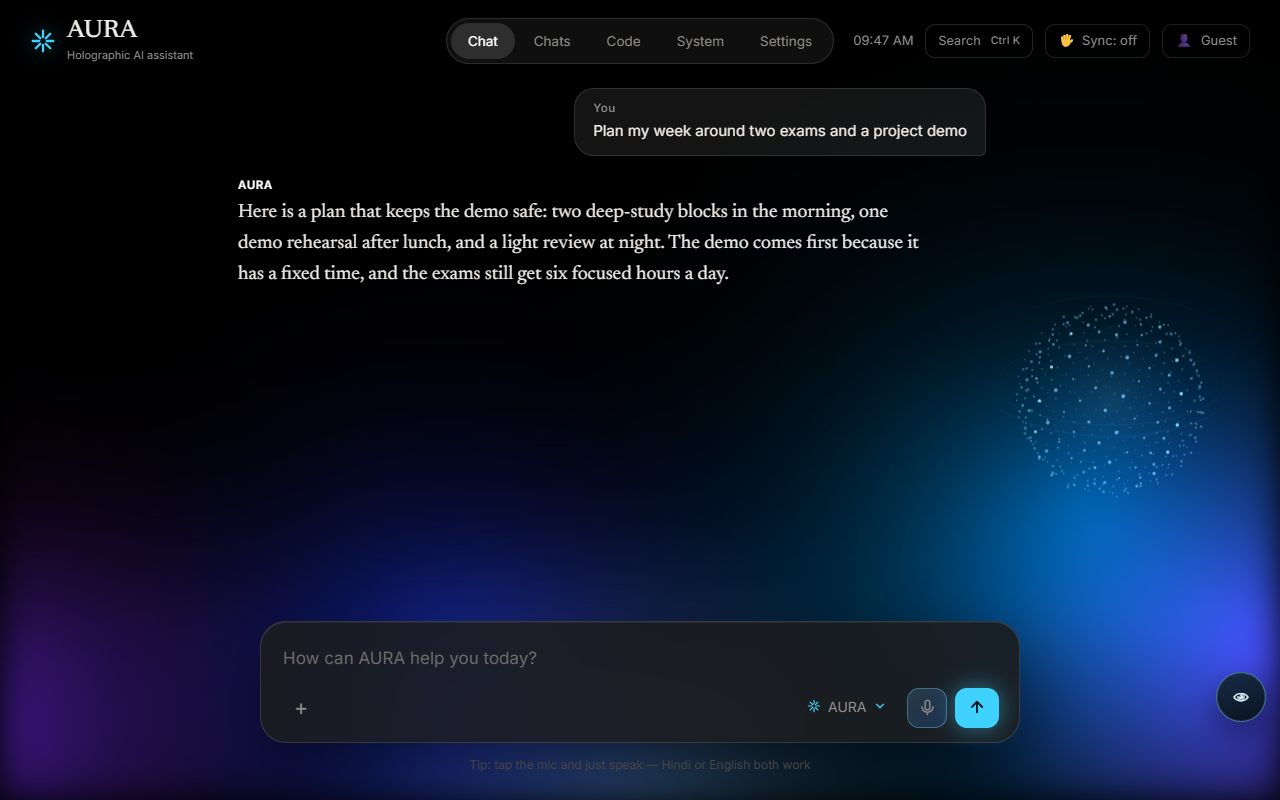 AURA
Holographic AI assistant
Chat
Chats
Code
System
Settings
09:47 AM
Search Ctrl K
Sync: off
Guest
You
Plan my week around two exams and a project demo
AURA
Here is a plan that keeps the demo safe: two deep-study blocks in the morning, one
demo rehearsal after lunch, and a light review at night. The demo comes first because it
has a fixed time, and the exams still get six focused hours a day.
How can AURA help you today?
+
AURA
Tip: tap the mic and just speak — Hindi or English both work